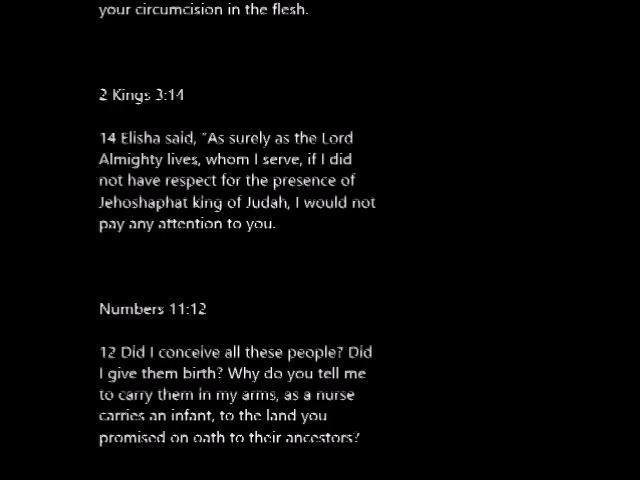 your circumcision in the flesh.
2 Kings 3:14
14 Elisha said, "As surely as the Lord
Almighty lives, whom I serve, if I did
not have respect for the presence of
Jehoshaphat king of Judah, I would not
pay any attention to you.
Numbers 11:12
12 Did I conceive all these people? Did
I give them birth? Why do you tell me
to carry them in my arms, as a nurse
carries an infant, to the land you
promised on oath to their ancestors?